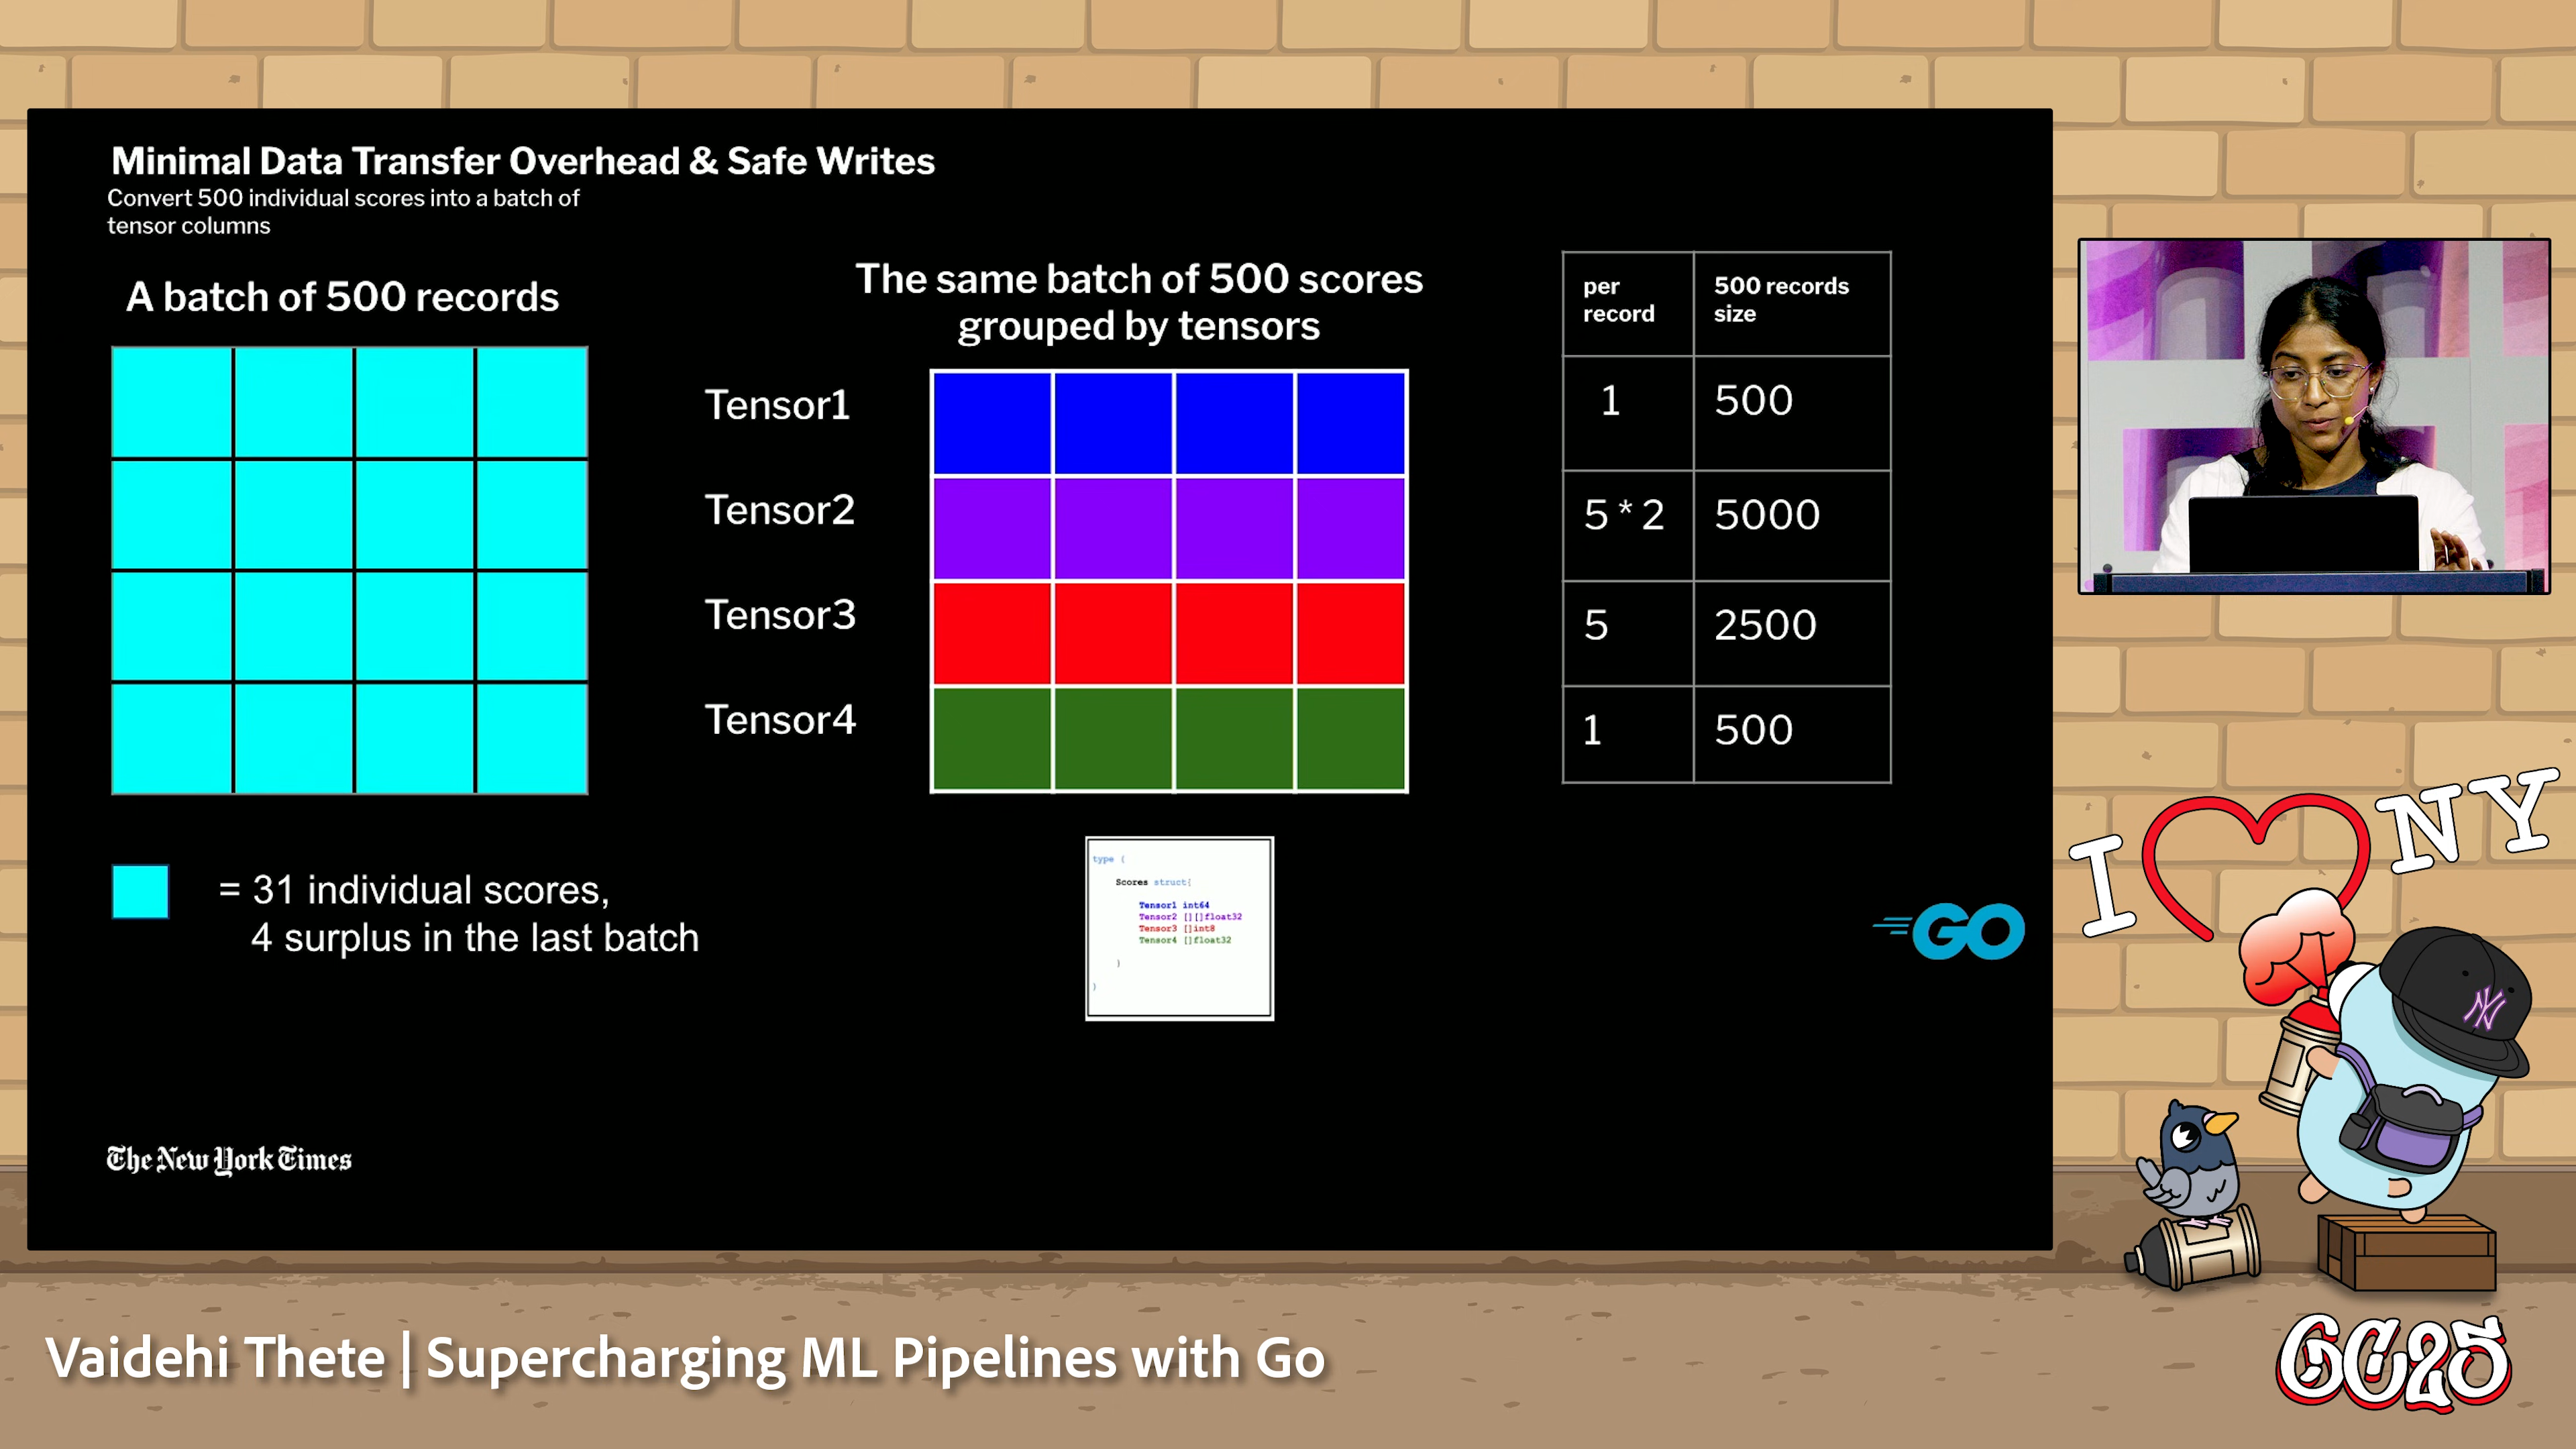 Minimal Data Transfer Overhead & Safe Writes
Convert 500 individual scores into a batch of
tensor columns
A batch of 500 records
The same batch of 500 scores
grouped by tensors
Tensor1
Tensor2
Tensor3
Tensor4
per
record
500 records
size
1
500
5 * 2
5000
5
2500
1
500
= 31 individual scores,
4 surplus in the last batch
type (
Scores struct{
Tensor1 int64
Tensor2 [][]float32
Tensor3 []int8
Tensor4 []float32
}
)
GO
The New York Times
I NY
NY
Vaidehi Thete | Supercharging ML Pipelines with Go
GC25